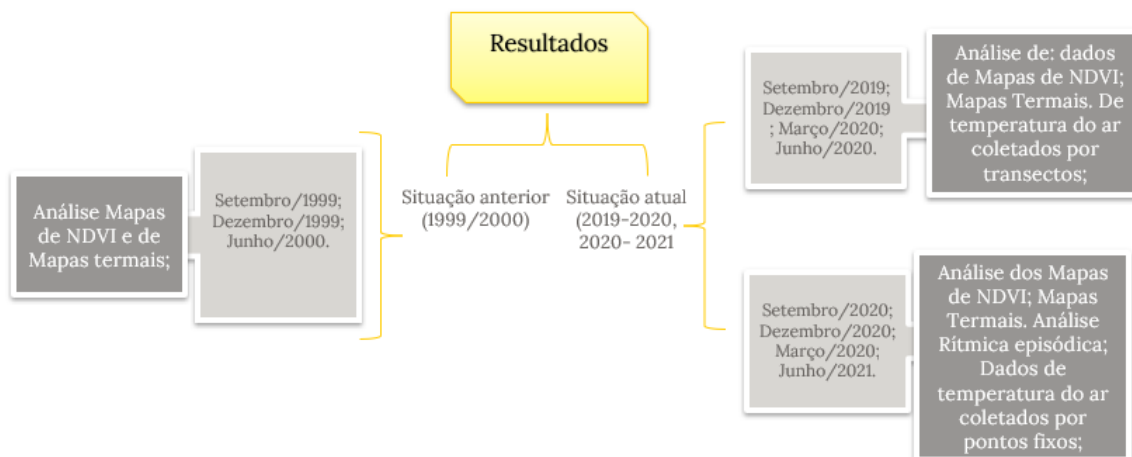 Resultados
Análise Mapas
de NDVI e de
Mapas termais;
Setembro/1999;
Dezembro/1999;
Junho/2000.
Situação anterior
(1999/2000)
Situação atual
(2019-2020,
2020- 2021
Setembro/2019;
Dezembro/2019
; Março/2020;
Junho/2020.
Análise de: dados
de Mapas de NDVI;
Mapas Termais. De
temperatura do ar
coletados por
transectos;
Setembro/2020;
Dezembro/2020;
Março/2020;
Junho/2021.
Análise dos Mapas
de NDVI; Mapas
Termais. Análise
Rítmica episódica;
Dados de
temperatura do ar
coletados por
pontos fixos;